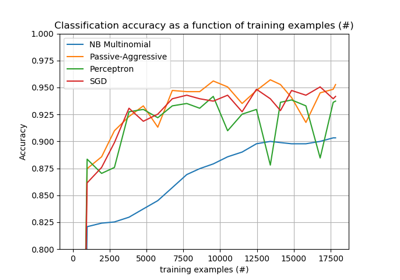 Classification accuracy as a function of training examples (#)
1.000
0.975
0.950
0.925
0.900
0.875
0.850
0.825
0.800
Accuracy
NB Multinomial
Passive-Aggressive
Perceptron
SGD
0 2500 5000 7500 10000 12500 15000 17500
training examples (#)